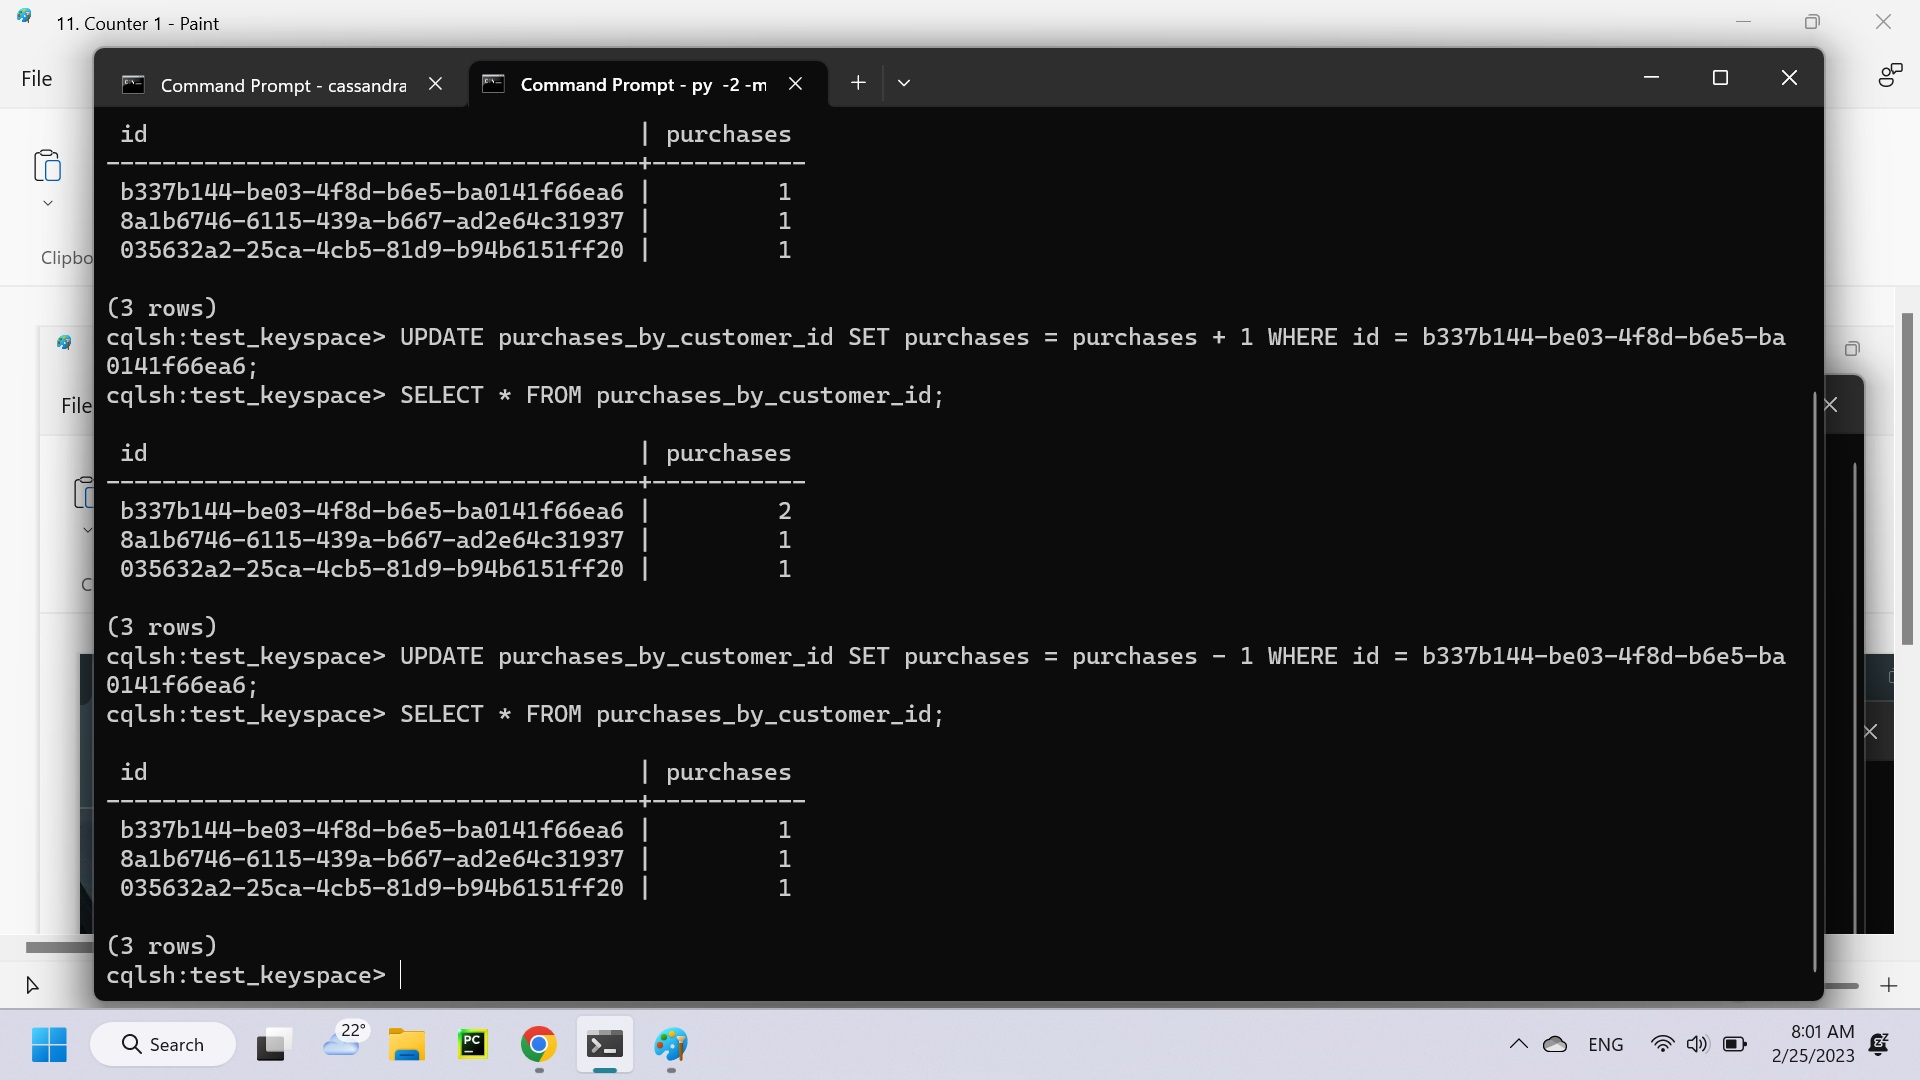 11. Counter 1 - Paint
File
Command Prompt - cassandra
Command Prompt - py -2 -m
Clipbo
id | purchases
--------------------------------------+-----------
b337b144-be03-4f8d-b6e5-ba0141f66ea6 | 1
8a1b6746-6115-439a-b667-ad2e64c31937 | 1
035632a2-25ca-4cb5-81d9-b94b6151ff20 | 1
(3 rows)
cqlsh:test_keyspace> UPDATE purchases_by_customer_id SET purchases = purchases + 1 WHERE id = b337b144-be03-4f8d-b6e5-ba
0141f66ea6;
cqlsh:test_keyspace> SELECT * FROM purchases_by_customer_id;
File
id | purchases
--------------------------------------+-----------
b337b144-be03-4f8d-b6e5-ba0141f66ea6 | 2
8a1b6746-6115-439a-b667-ad2e64c31937 | 1
035632a2-25ca-4cb5-81d9-b94b6151ff20 | 1
C
(3 rows)
cqlsh:test_keyspace> UPDATE purchases_by_customer_id SET purchases = purchases - 1 WHERE id = b337b144-be03-4f8d-b6e5-ba
0141f66ea6;
cqlsh:test_keyspace> SELECT * FROM purchases_by_customer_id;
id | purchases
--------------------------------------+-----------
b337b144-be03-4f8d-b6e5-ba0141f66ea6 | 1
8a1b6746-6115-439a-b667-ad2e64c31937 | 1
035632a2-25ca-4cb5-81d9-b94b6151ff20 | 1
(3 rows)
cqlsh:test_keyspace>
Search
22°
PC
ENG
8:01 AM
2/25/2023